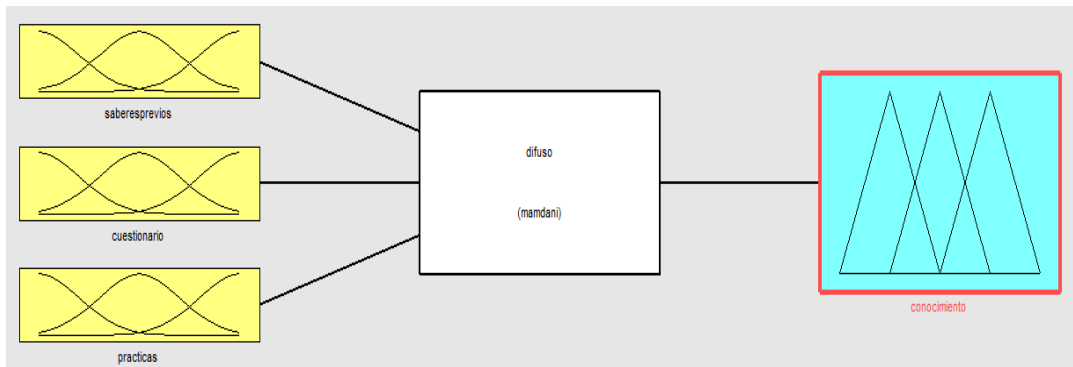 saberesprevios
cuestionario
practicas
difuso
(mamdani)
conocimiento